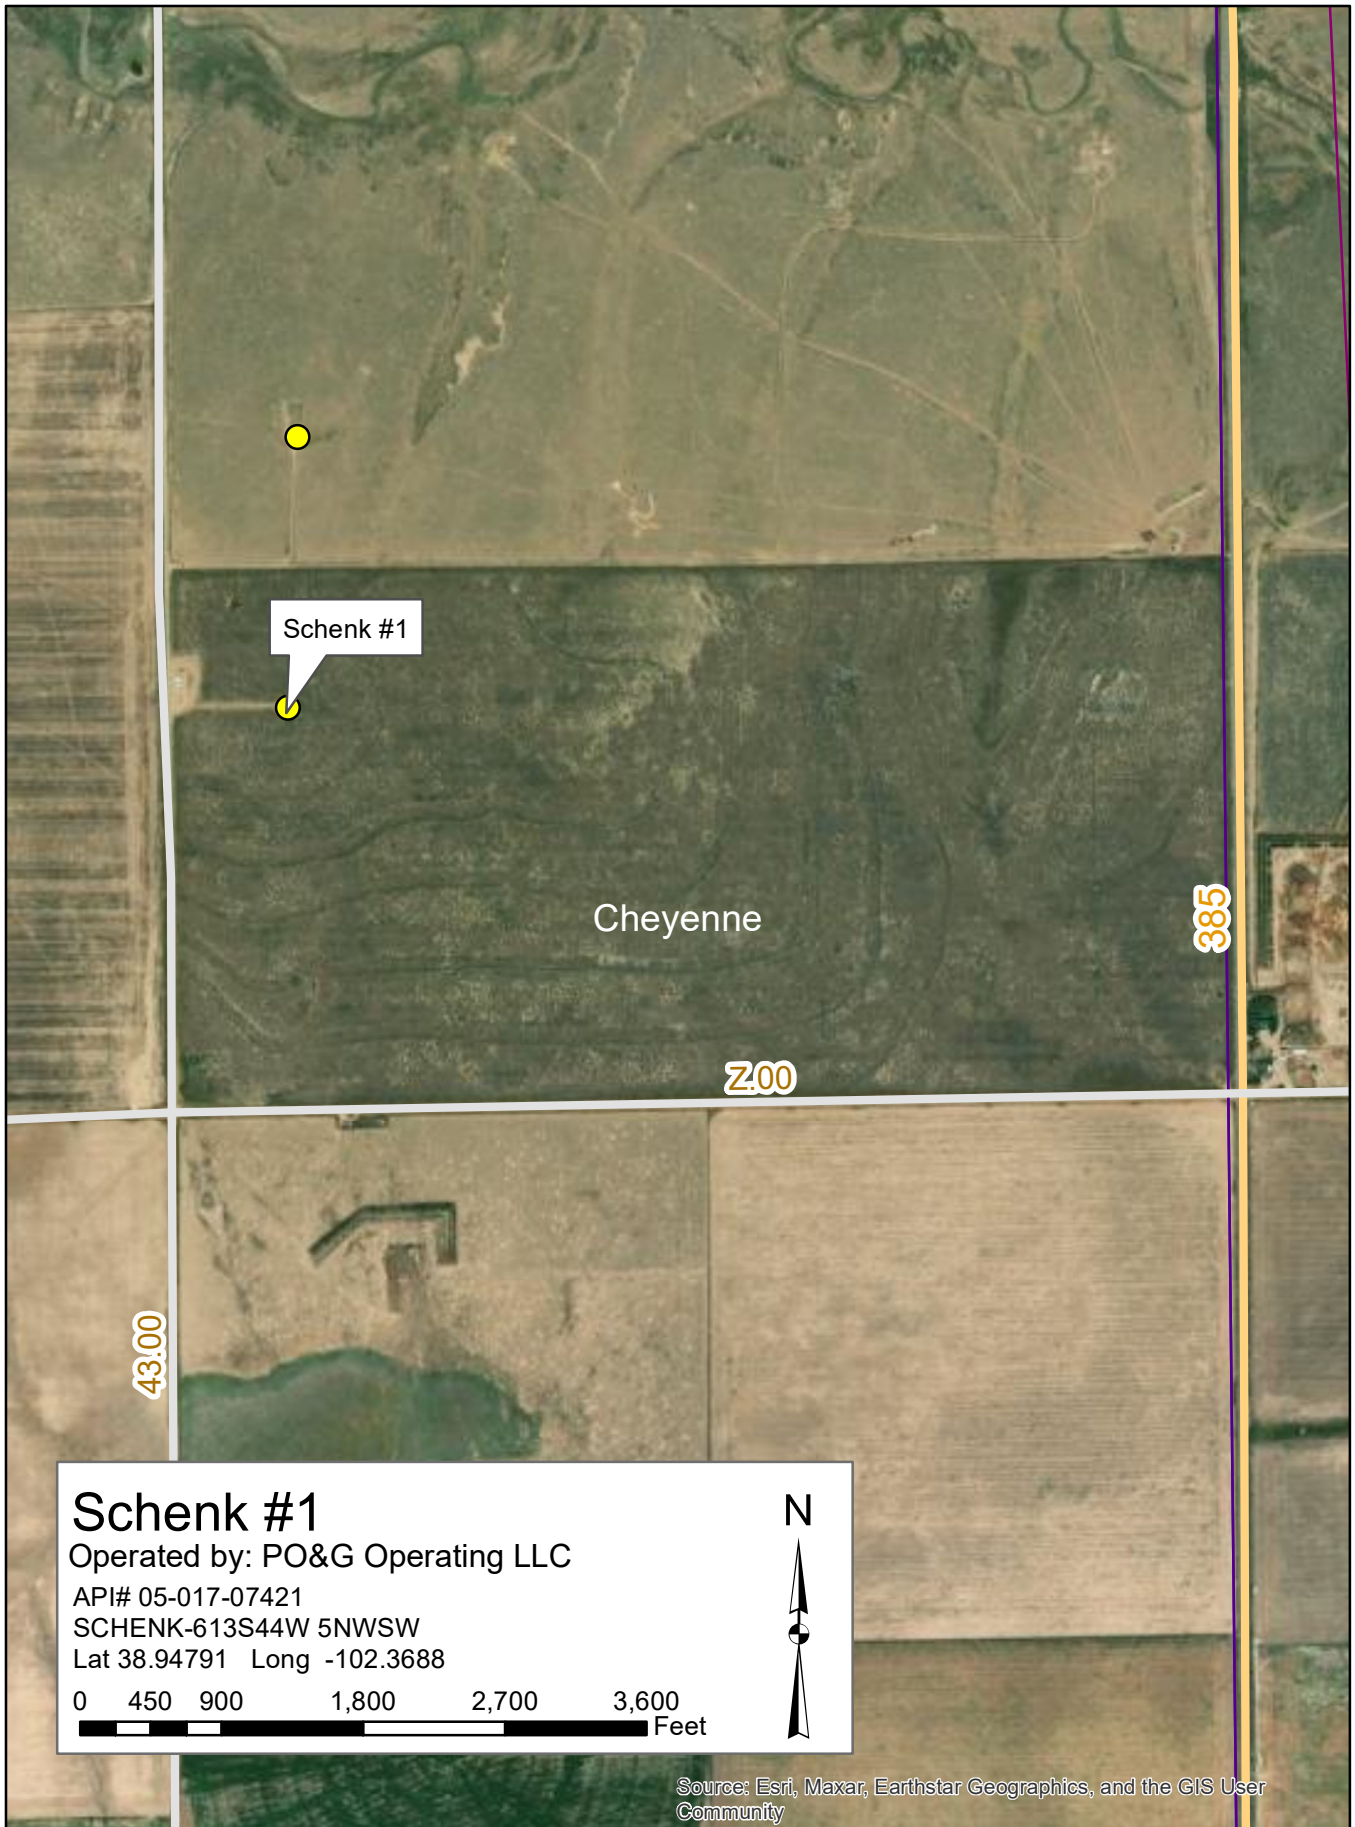 Schenk #1
Cheyenne
385
Z.00
43.00
Schenk #1
N
Operated by: PO&G Operating LLC
API# 05-017-07421
SCHENK-613S44W 5NWSW
Lat 38.94791 Long -102.3688
0 450 900 1,800 2,700 3,600
Feet
Source: Esri, Maxar, Earthstar Geographics, and the GIS User
Community